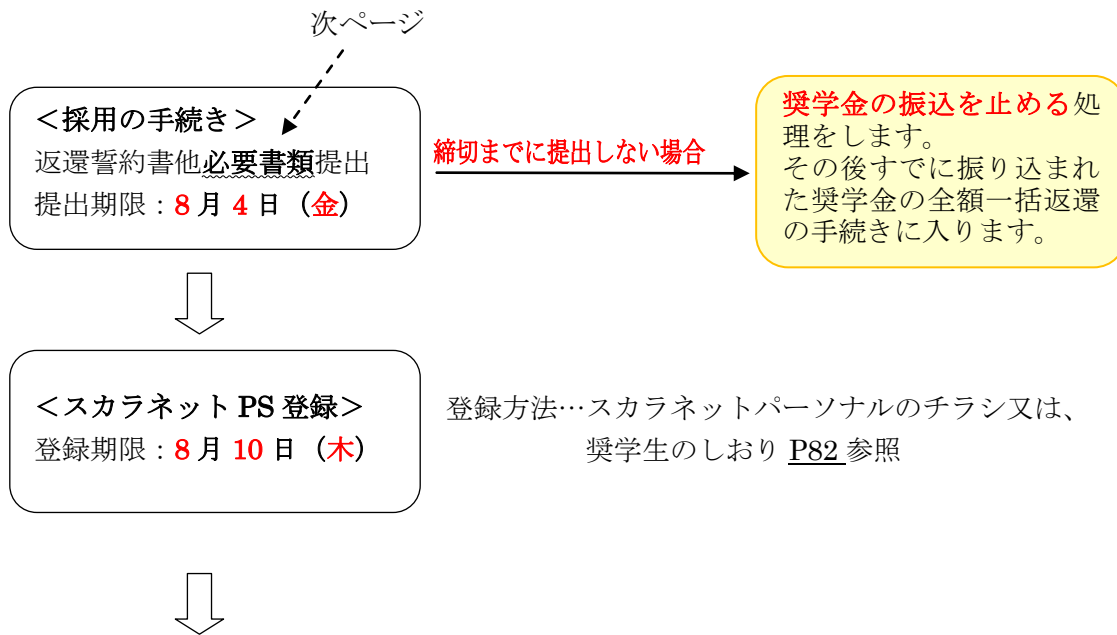 次ページ
＜採用の手続き＞
返還誓約書他必要書類提出
提出期限：8月4日（金）
締切までに提出しない場合
奨学金の振込を止める処
理をします。
その後すでに振り込まれ
た奨学金の全額一括返還
の手続きに入ります。
＜スカラネット PS 登録＞
登録期限：8月10日（木）
登録方法…スカラネットパーソナルのチラシ又は、
奨学生のしおり P82 参照